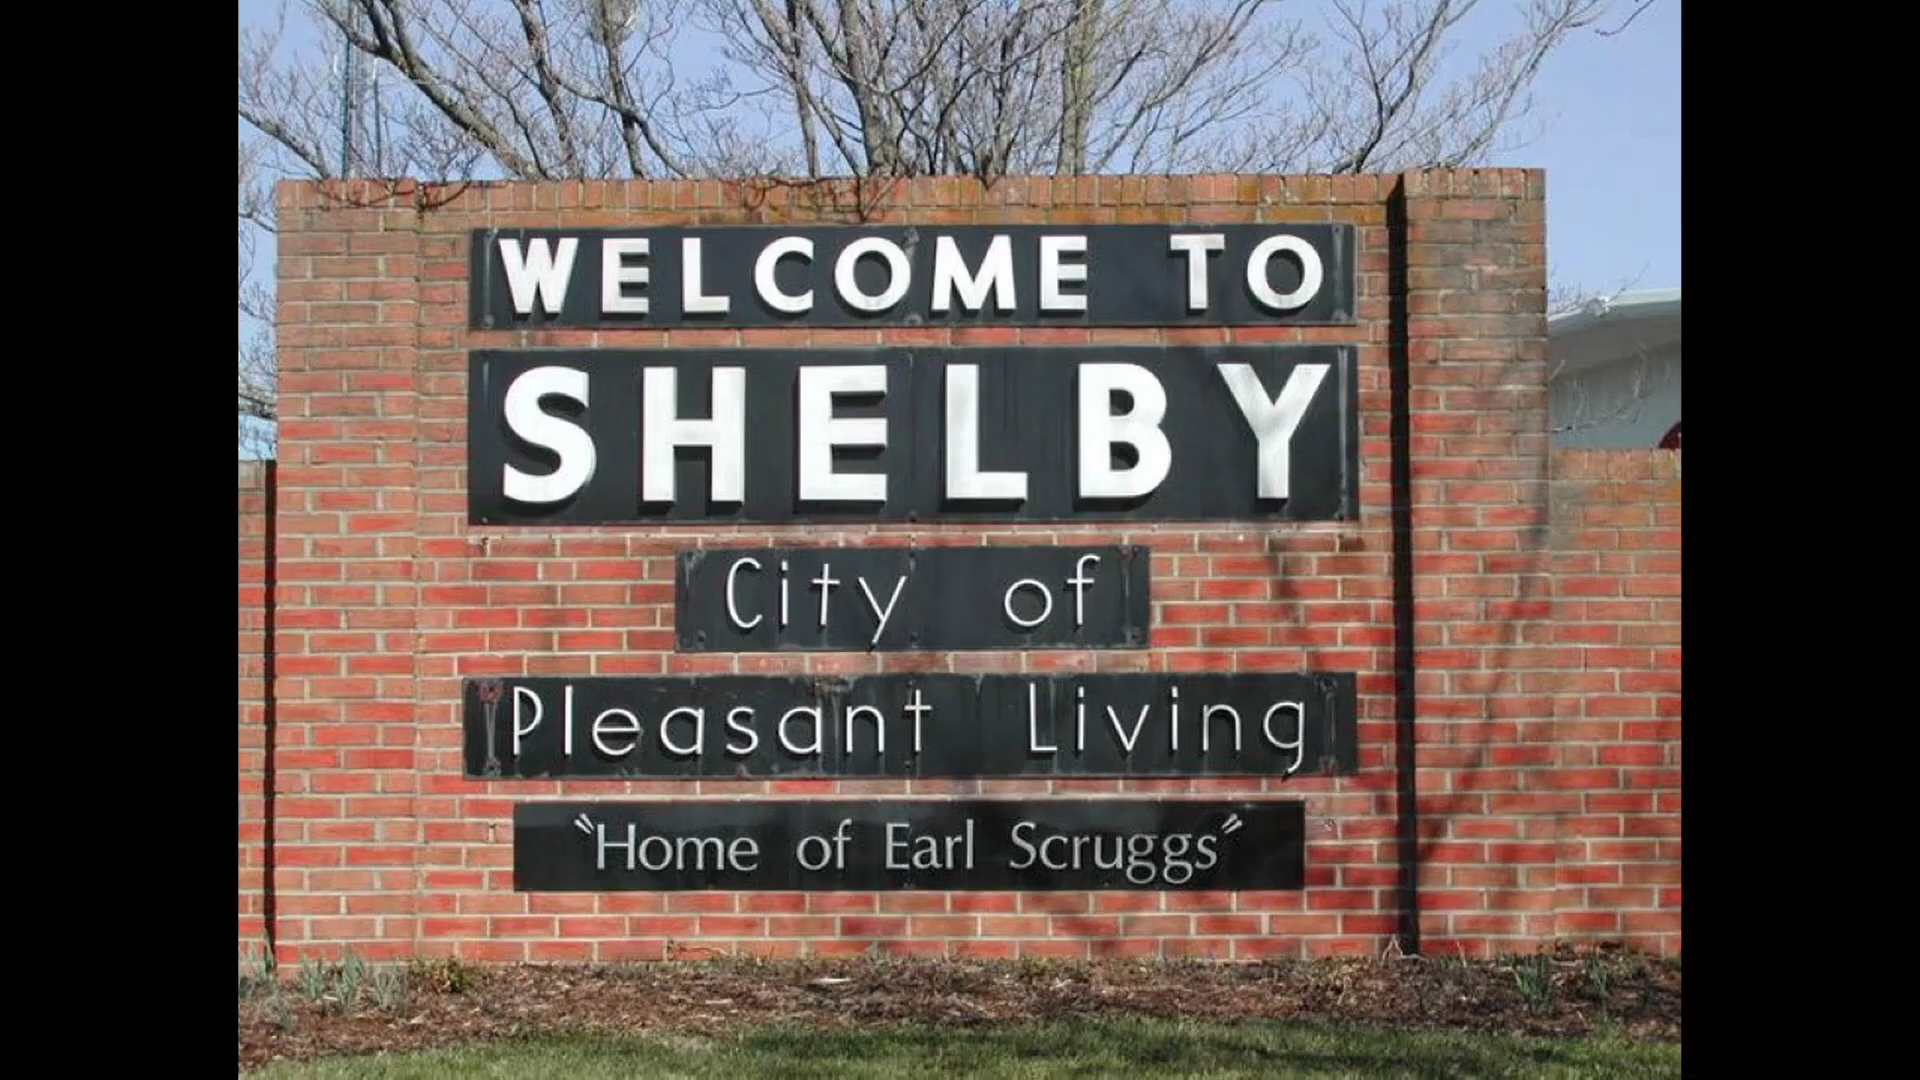 WELCOME TO
SHELBY
City of
Pleasant Living
"Home of Earl Scruggs"